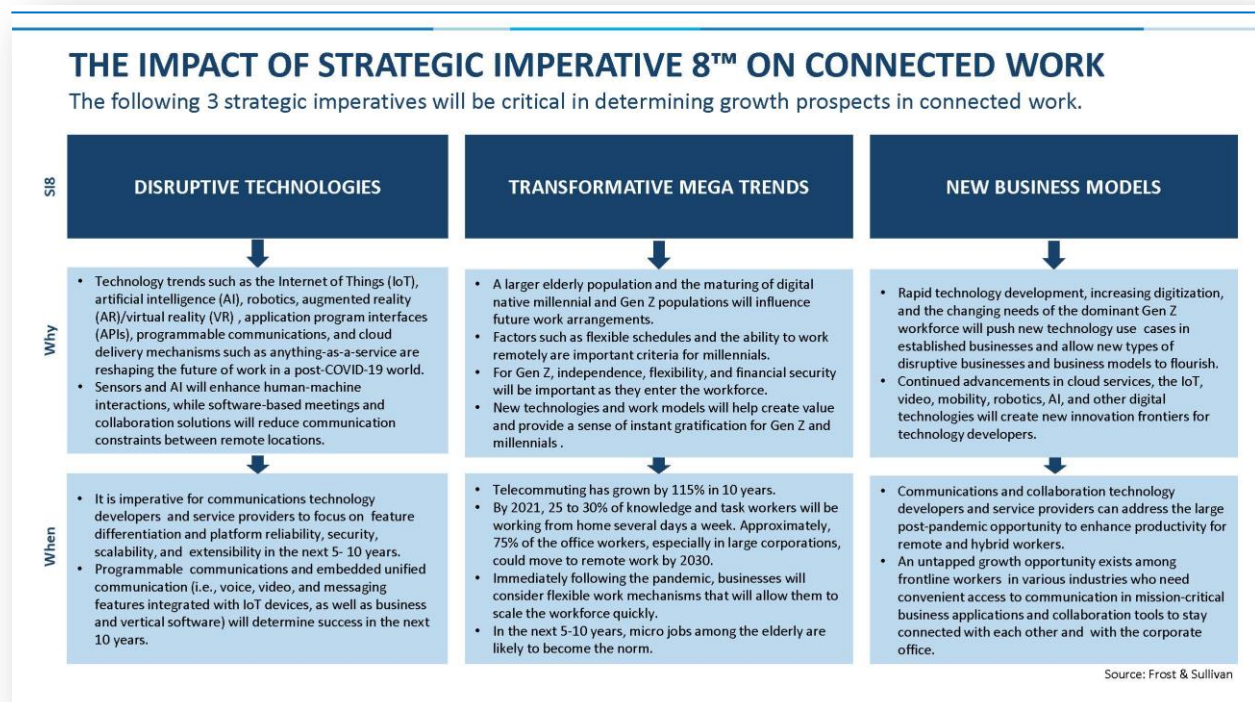 THE IMPACT OF STRATEGIC IMPERATIVE 8™ ON CONNECTED WORK
The following 3 strategic imperatives will be critical in determining growth prospects in connected work.
SI8
DISRUPTIVE TECHNOLOGIES
TRANSFORMATIVE MEGA TRENDS
NEW BUSINESS MODELS
Why
• Technology trends such as the Internet of Things (IoT),
artificial intelligence (AI), robotics, augmented reality
(AR)/virtual reality (VR) , application program interfaces
(APIs), programmable communications, and cloud
delivery mechanisms such as anything-as-a-service are
reshaping the future of work in a post-COVID-19 world.
• Sensors and AI will enhance human-machine
interactions, while software-based meetings and
collaboration solutions will reduce communication
constraints between remote locations.
• A larger elderly population and the maturing of digital
native millennial and Gen Z populations will influence
future work arrangements.
• Factors such as flexible schedules and the ability to work
remotely are important criteria for millennials.
• For Gen Z, independence, flexibility, and financial security
will be important as they enter the workforce.
• New technologies and work models will help create value
and provide a sense of instant gratification for Gen Z and
millennials .
• Rapid technology development, increasing digitization,
and the changing needs of the dominant Gen Z
workforce will push new technology use cases in
established businesses and allow new types of
disruptive businesses and business models to flourish.
• Continued advancements in cloud services, the IoT,
video, mobility, robotics, AI, and other digital
technologies will create new innovation frontiers for
technology developers.
When
• It is imperative for communications technology
developers and service providers to focus on feature
differentiation and platform reliability, security,
scalability, and extensibility in the next 5- 10 years.
• Programmable communications and embedded unified
communication (i.e., voice, video, and messaging
features integrated with IoT devices, as well as business
and vertical software) will determine success in the next
10 years.
• Telecommuting has grown by 115% in 10 years.
• By 2021, 25 to 30% of knowledge and task workers will be
working from home several days a week. Approximately,
75% of the office workers, especially in large corporations,
could move to remote work by 2030.
• Immediately following the pandemic, businesses will
consider flexible work mechanisms that will allow them to
scale the workforce quickly.
• In the next 5-10 years, micro jobs among the elderly are
likely to become the norm.
• Communications and collaboration technology
developers and service providers can address the large
post-pandemic opportunity to enhance productivity for
remote and hybrid workers.
• An untapped growth opportunity exists among
frontline workers in various industries who need
convenient access to communication in mission-critical
business applications and collaboration tools to stay
connected with each other and with the corporate
office.
Source: Frost & Sullivan